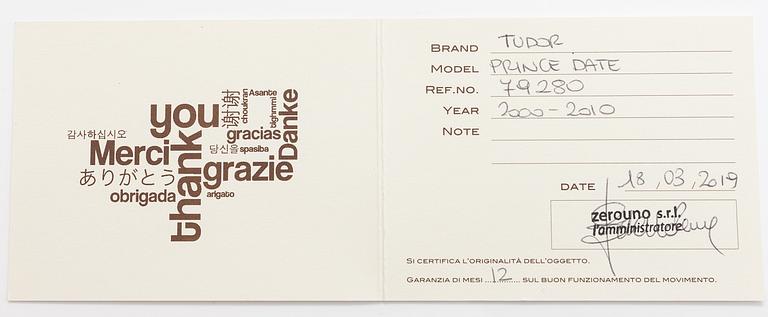 you
thank
Merci
grazie
Danke
gracias
谢谢
choukran
Asante
감사하십시오
당신을
spasiba
ありがとう
obrigada
arigato
BRAND TUDOR
MODEL PRINCE DATE
REF.NO. 79280
YEAR 2000-2010
NOTE
DATE 18,03,2019
zerouno s.r.l.
l'amministratore
SI CERTIFICA L'ORIGINALITÀ DELL'OGGETTO.
GARANZIA DI MESI ...12... SUL BUON FUNZIONAMENTO DEL MOVIMENTO.